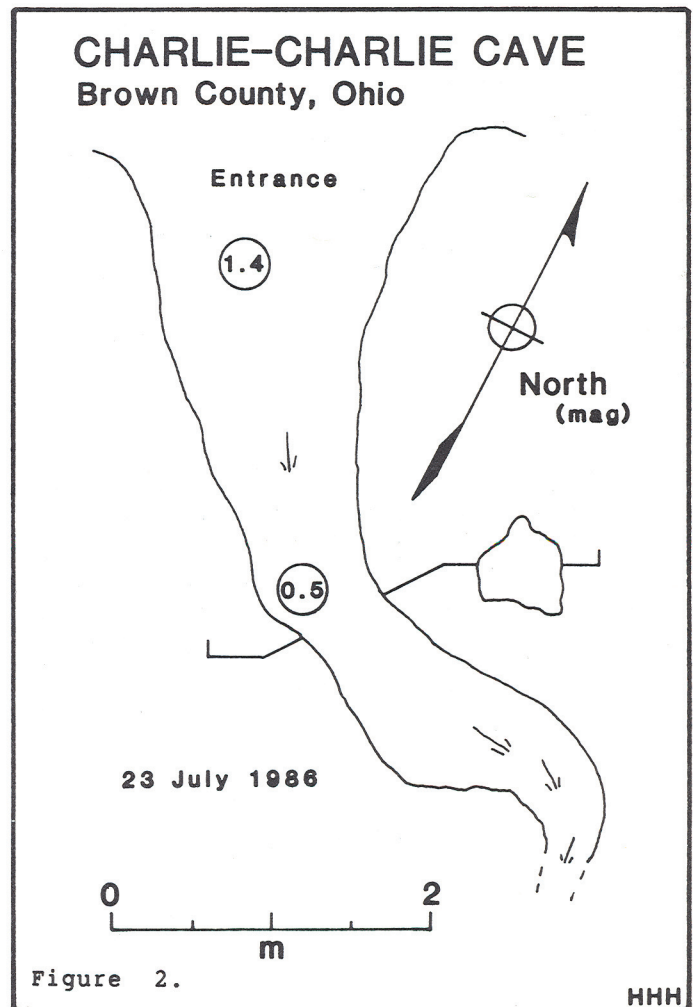 CHARLIE-CHARLIE CAVE
Brown County, Ohio
Entrance
1.4
North
(mag)
0.5
23 July 1986
0 2
m
Figure 2.
HHH